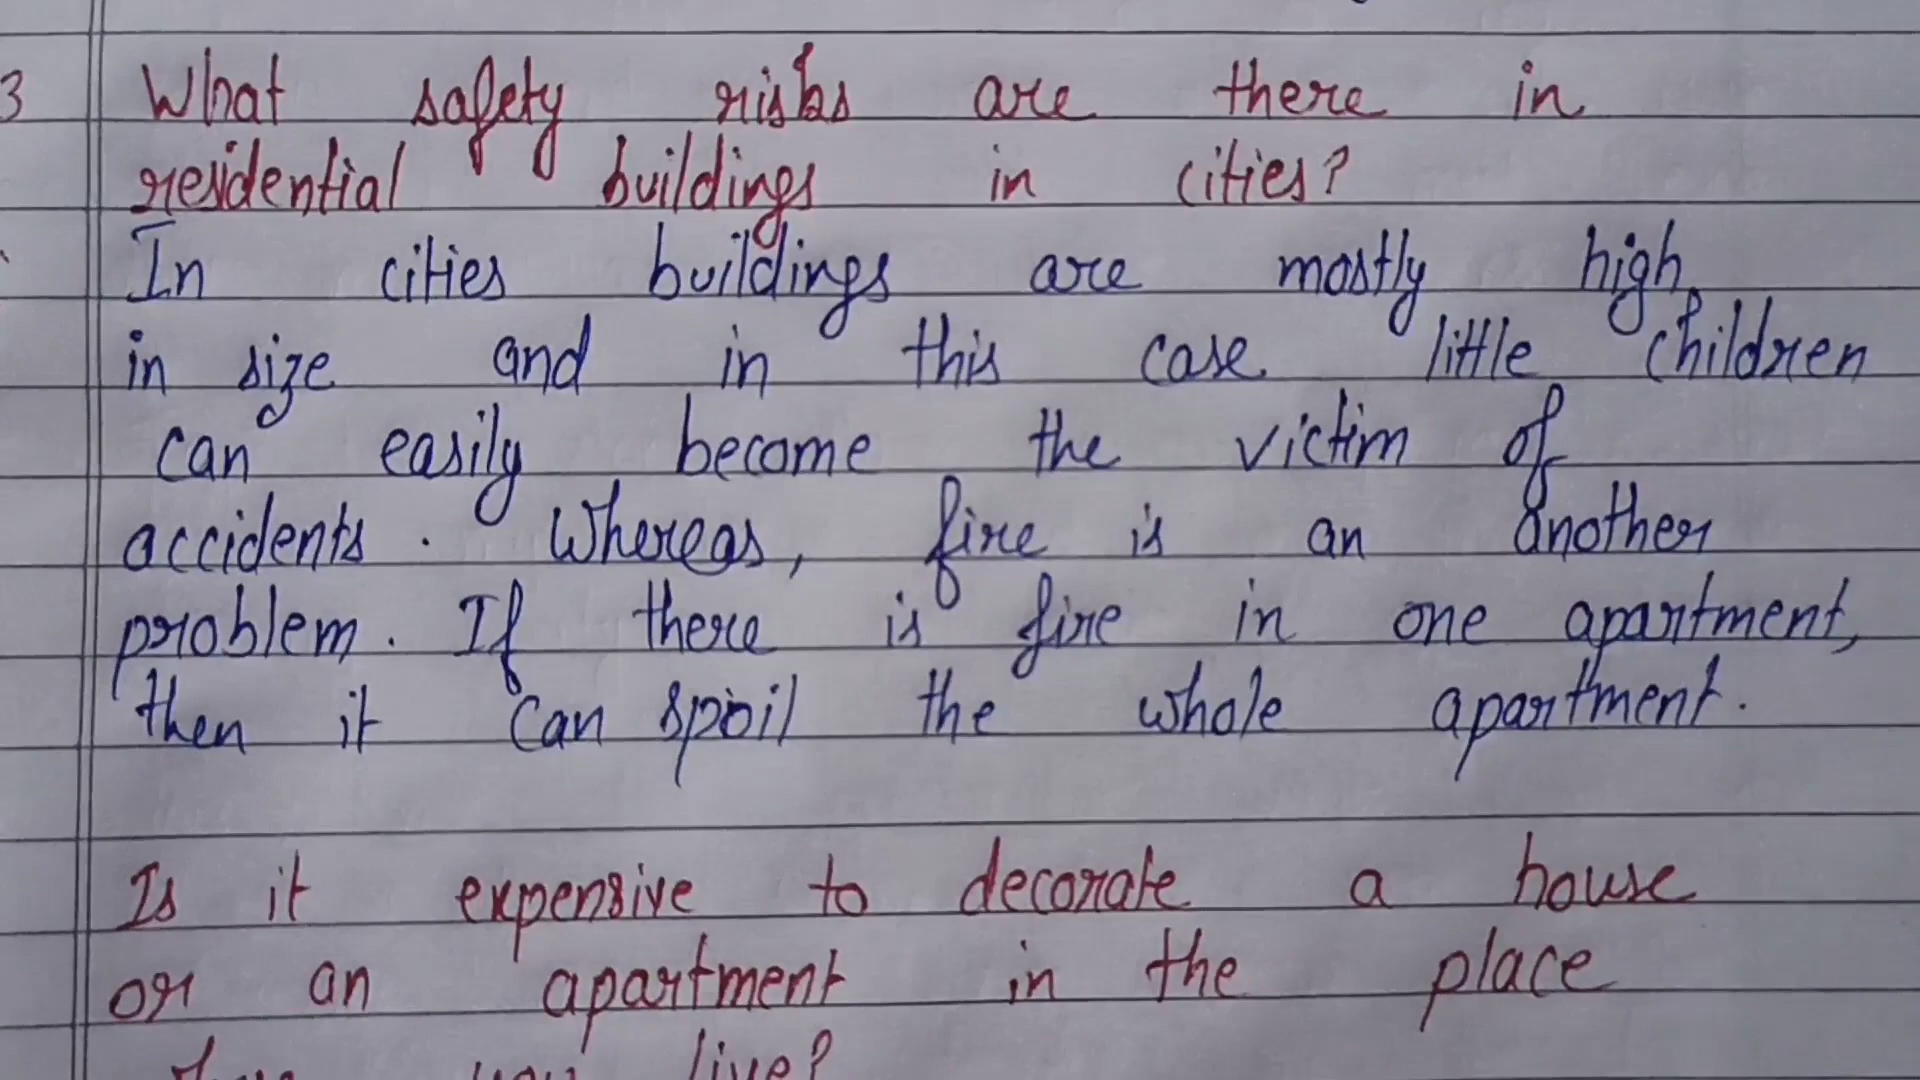 3 What safety risks are there in
residential buildings in cities?
In cities buildings are mostly high
in size and in this case little children
can easily become the victim of
accidents. Whereas, fire is an another
problem. If there is fire in one apartment,
then it can spoil the whole apartment.
Is it expensive to decorate a house
or an apartment in the place
you live?